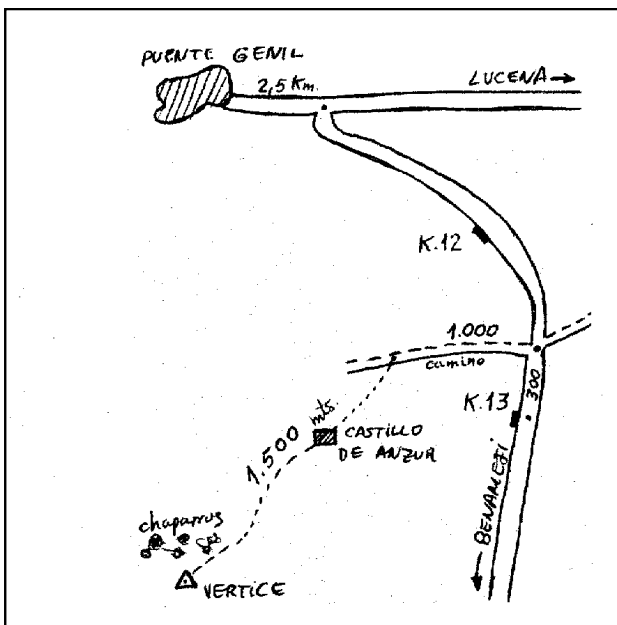 PUENTE GENIL
2,5 Km.
LUCENA
K.12
1.000
camino
300
K.13
1.500 mts.
CASTILLO
DE ANZUR
BENAMEJÍ
chaparros
VERTICE